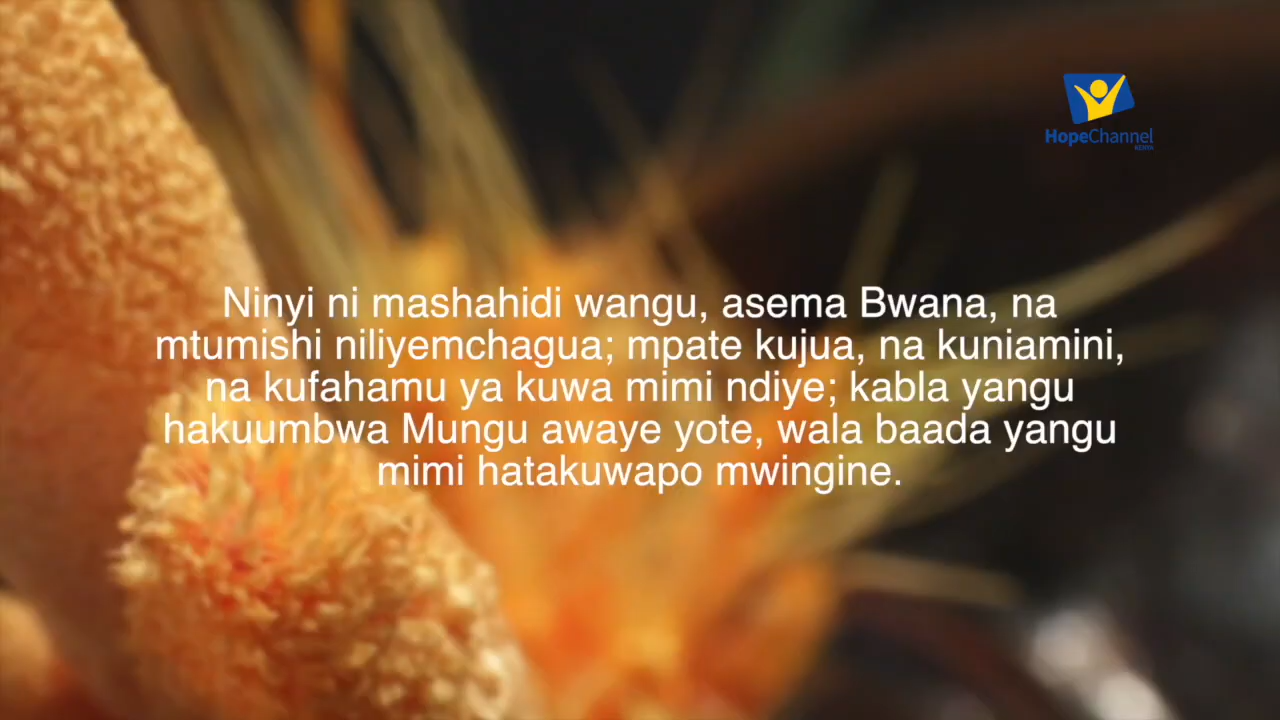 HopeChannel
KENYA
Ninyi ni mashahidi wangu, asema Bwana, na
mtumishi niliyemchagua; mpate kujua, na kuniamini,
na kufahamu ya kuwa mimi ndiye; kabla yangu
hakuumbwa Mungu awaye yote, wala baada yangu
mimi hatakuwapo mwingine.